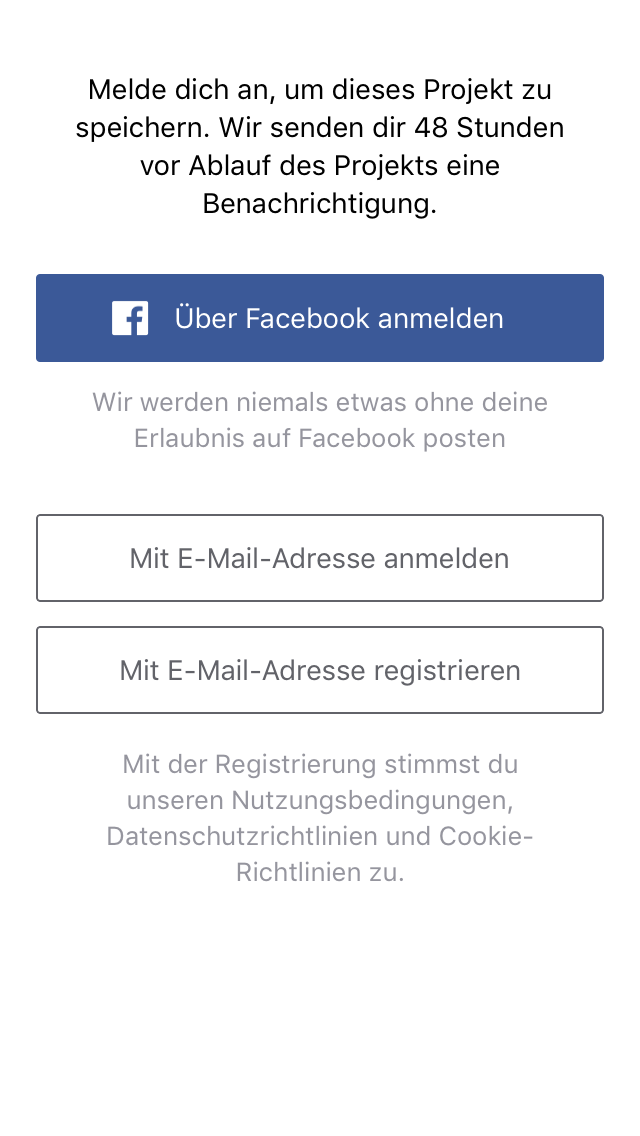 Melde dich an, um dieses Projekt zu
speichern. Wir senden dir 48 Stunden
vor Ablauf des Projekts eine
Benachrichtigung.
Über Facebook anmelden
Wir werden niemals etwas ohne deine
Erlaubnis auf Facebook posten
Mit E-Mail-Adresse anmelden
Mit E-Mail-Adresse registrieren
Mit der Registrierung stimmst du
unseren Nutzungsbedingungen,
Datenschutzrichtlinien und Cookie-
Richtlinien zu.